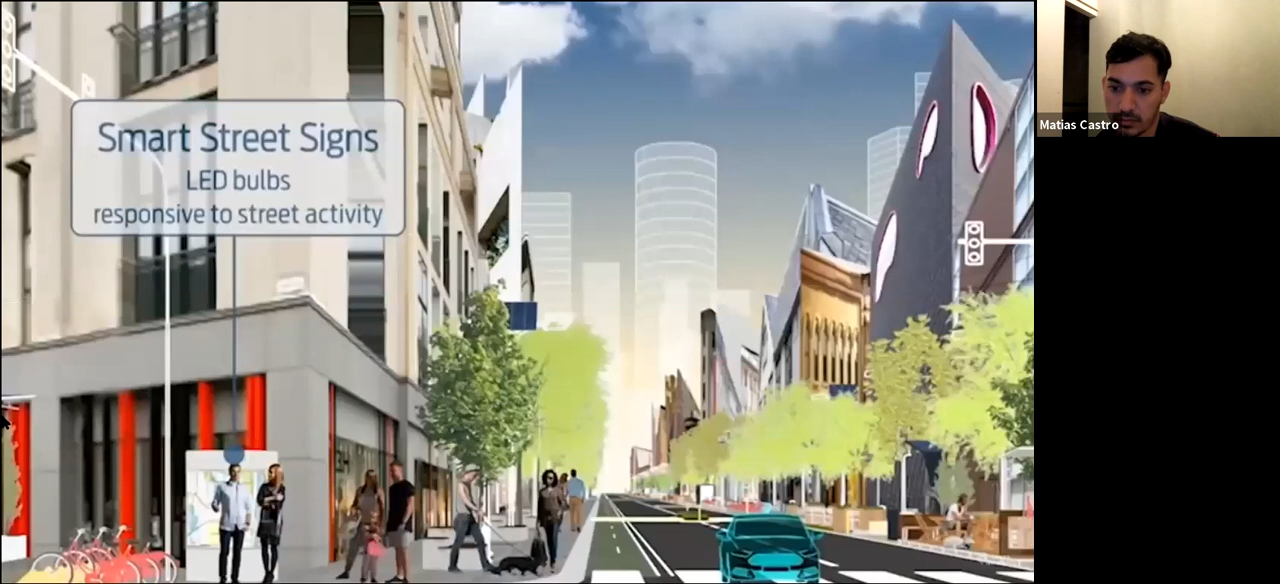 Smart Street Signs
LED bulbs
responsive to street activity
Matias Castro